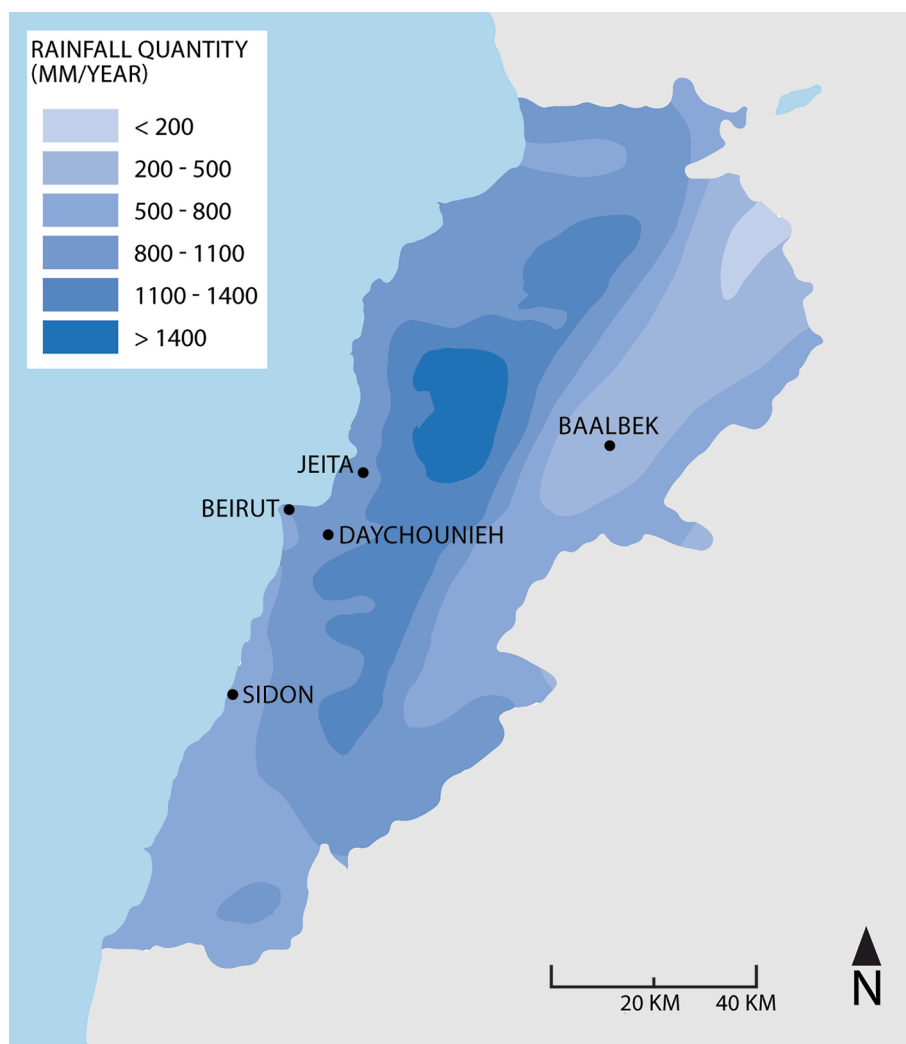 RAINFALL QUANTITY
(MM/YEAR)
< 200
200 - 500
500 - 800
800 - 1100
1100 - 1400
> 1400
BAALBEK
JEITA
BEIRUT
DAYCHOUNIEH
SIDON
20 KM 40 KM
N